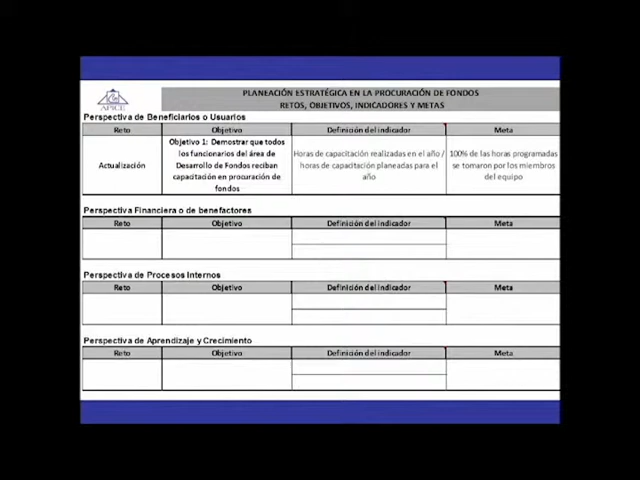 PLANEACIÓN ESTRATÉGICA EN LA PROCURACIÓN DE FONDOS
RETOS, OBJETIVOS, INDICADORES Y METAS
APICE
Perspectiva de Beneficiarios o Usuarios
Reto Objetivo Definición del indicador Meta
Actualización
Objetivo 1: Demostrar que todos
los funcionarios del área de
Desarrollo de Fondos reciban
capacitación en procuración de
fondos
Horas de capacitación realizadas en el año /
horas de capacitación planeadas para el
año
100% de las horas programadas
se tomaron por los miembros
del equipo
Perspectiva Financiera o de benefactores
Reto Objetivo Definición del indicador Meta
Perspectiva de Procesos Internos
Reto Objetivo Definición del indicador Meta
Perspectiva de Aprendizaje y Crecimiento
Reto Objetivo Definición del indicador Meta